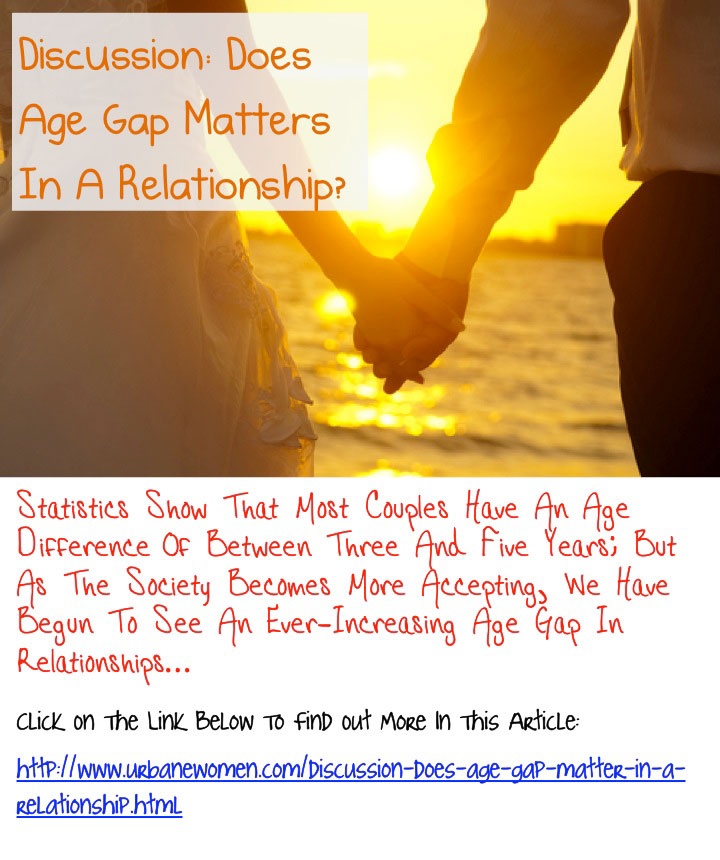 Discussion: Does
Age Gap Matters
In A Relationship?
Statistics Show That Most Couples Have An Age
Difference Of Between Three And Five Years; But
As The Society Becomes More Accepting, We Have
Begun To See An Ever-Increasing Age Gap In
Relationships...
Click on the Link Below to find out More In This Article:
http://www.urbanewomen.com/discussion-does-age-gap-matter-in-a-
relationship.html